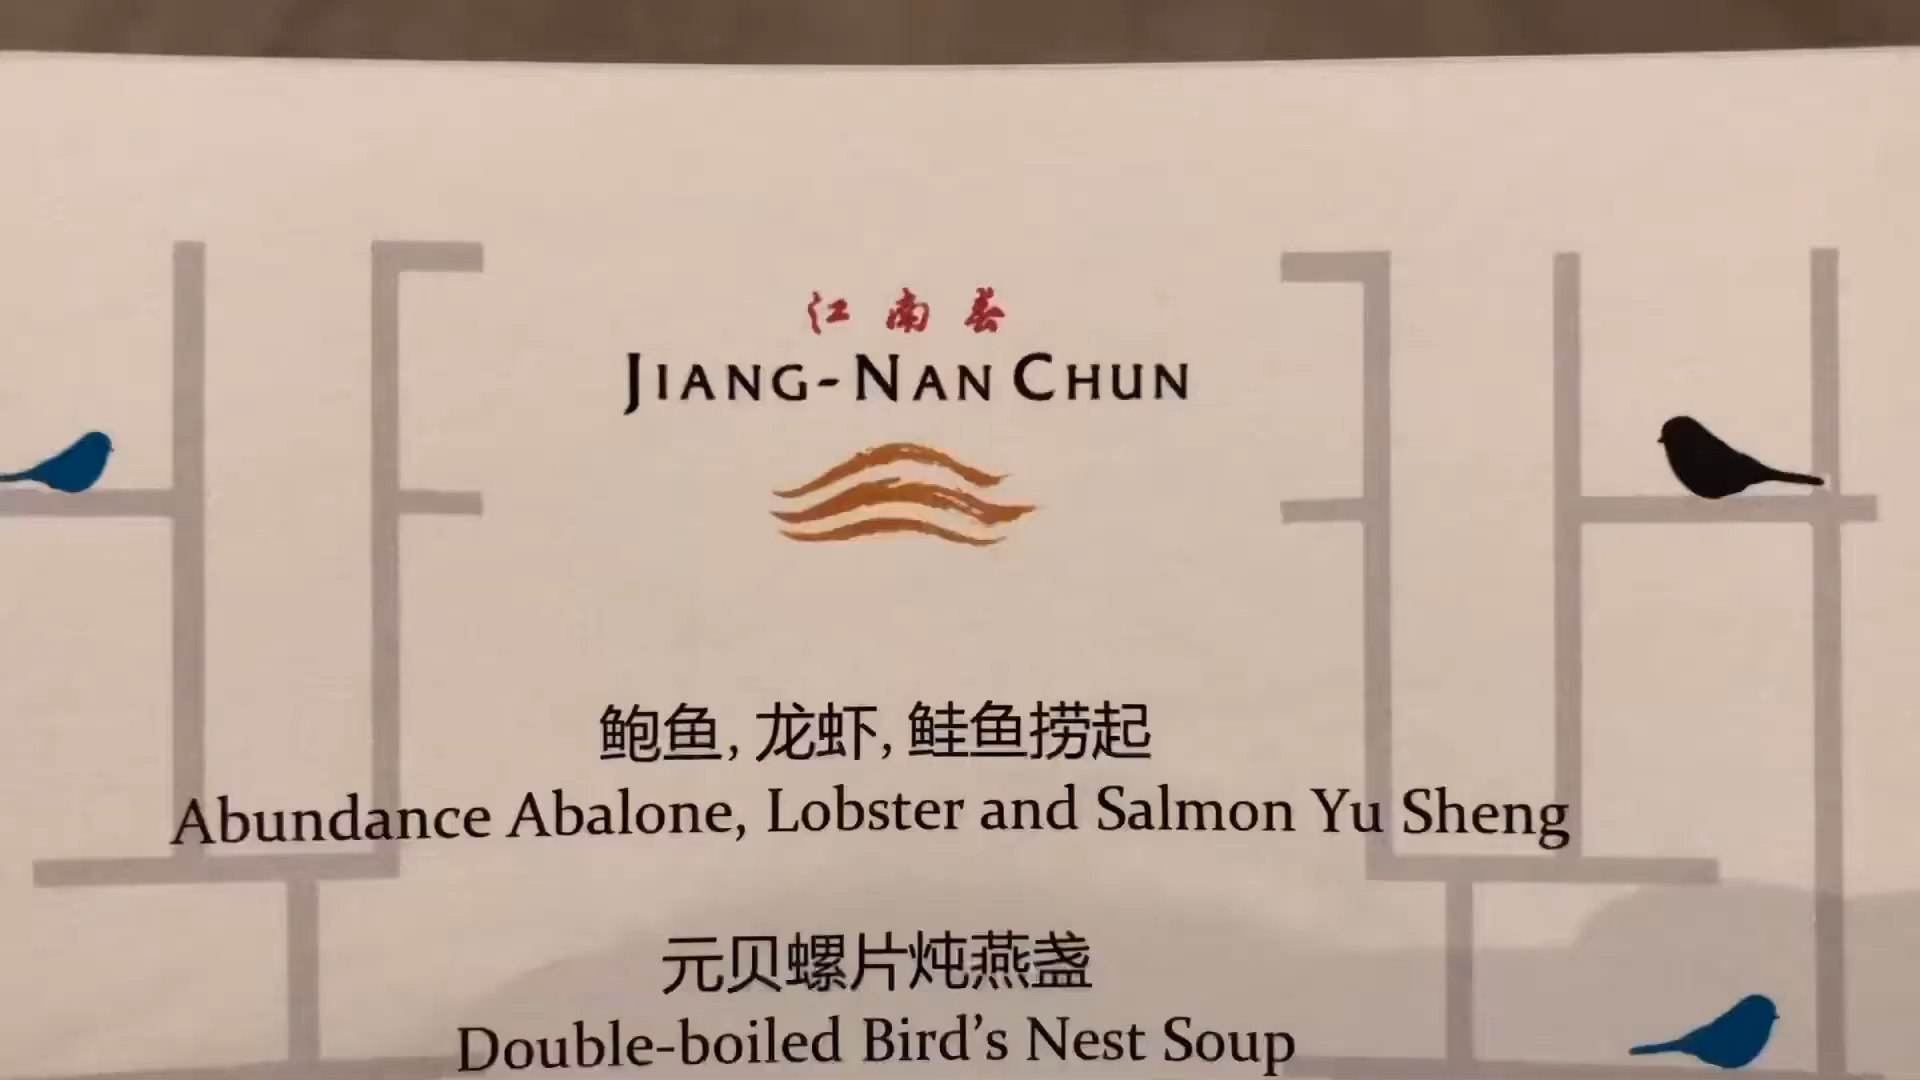 江南春
JIANG-NAN CHUN
鲍鱼, 龙虾, 鲑鱼捞起
Abundance Abalone, Lobster and Salmon Yu Sheng
元贝螺片炖燕盏
Double-boiled Bird's Nest Soup